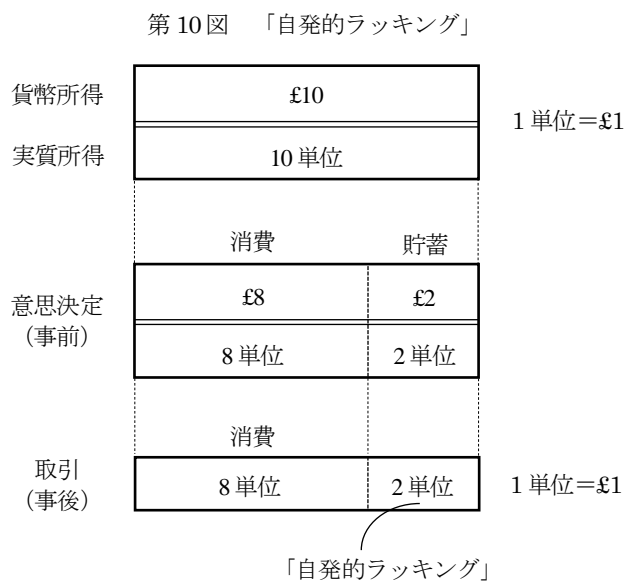 第10図 「自発的ラッキング」
貨幣所得
£10
1単位＝£1
実質所得
10単位
消費
貯蓄
意思決定
（事前）
£8
£2
8単位
2単位
消費
取引
（事後）
8単位
2単位
1単位＝£1
「自発的ラッキング」